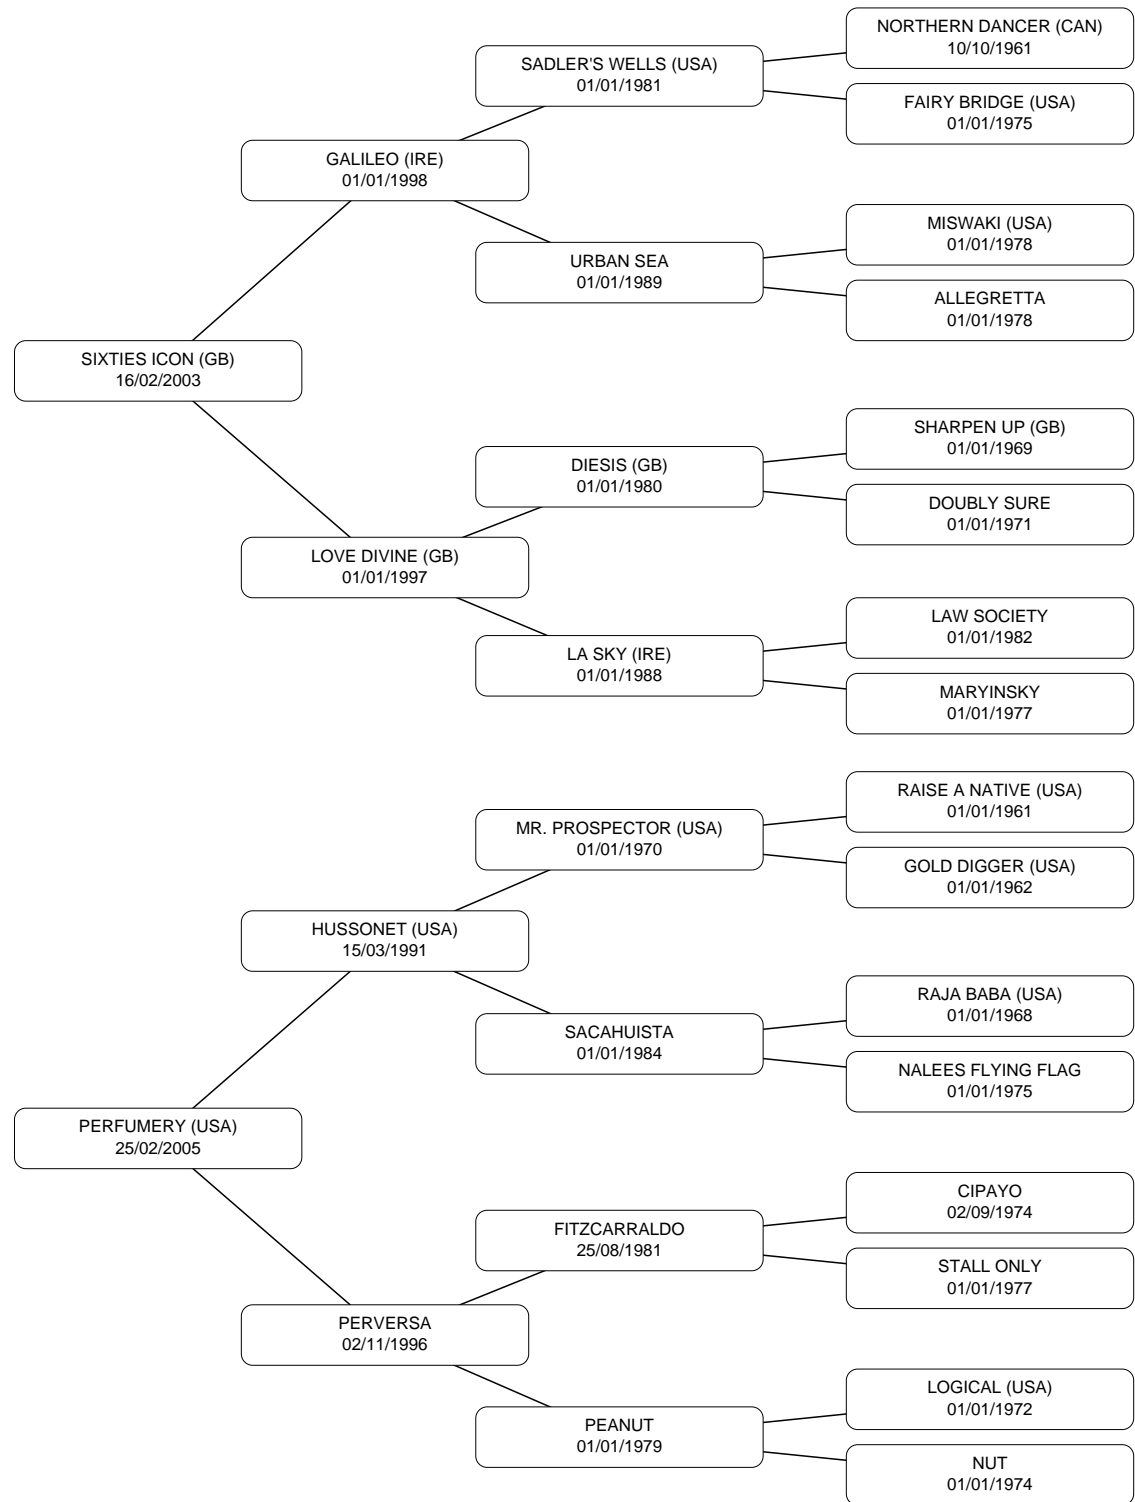 NORTHERN DANCER (CAN)
10/10/1961
SADLER'S WELLS (USA)
01/01/1981
FAIRY BRIDGE (USA)
01/01/1975
GALILEO (IRE)
01/01/1998
MISWAKI (USA)
01/01/1978
URBAN SEA
01/01/1989
ALLEGRETTA
01/01/1978
SIXTIES ICON (GB)
16/02/2003
SHARPEN UP (GB)
01/01/1969
DIESIS (GB)
01/01/1980
DOUBLY SURE
01/01/1971
LOVE DIVINE (GB)
01/01/1997
LAW SOCIETY
01/01/1982
LA SKY (IRE)
01/01/1988
MARYINSKY
01/01/1977
RAISE A NATIVE (USA)
01/01/1961
MR. PROSPECTOR (USA)
01/01/1970
GOLD DIGGER (USA)
01/01/1962
HUSSONET (USA)
15/03/1991
RAJA BABA (USA)
01/01/1968
SACAHUISTA
01/01/1984
NALEES FLYING FLAG
01/01/1975
PERFUMERY (USA)
25/02/2005
CIPAYO
02/09/1974
FITZCARRALDO
25/08/1981
STALL ONLY
01/01/1977
PERVERSA
02/11/1996
LOGICAL (USA)
01/01/1972
PEANUT
01/01/1979
NUT
01/01/1974